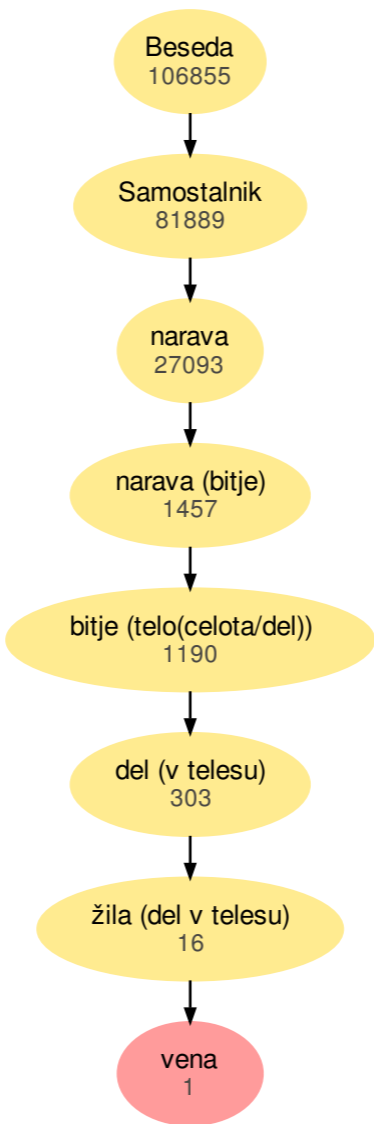 Beseda
106855
Samostalnik
81889
narava
27093
narava (bitje)
1457
bitje (telo(celota/del))
1190
del (v telesu)
303
žila (del v telesu)
16
vena
1